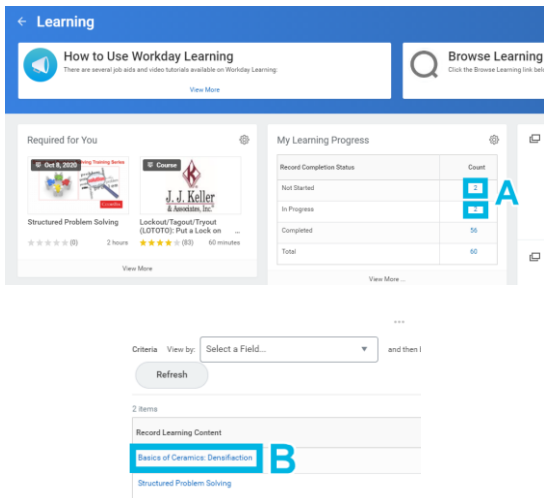 ← Learning
How to Use Workday Learning
There are several job aids and video tutorials available on Workday Learning:
View More
Browse Learning
Click the Browse Learning link bel
Required for You
My Learning Progress
Oct 8, 2020
Training Series
Course
J. J. Keller
& Associates, Inc.
Structured Problem Solving
(0) 2 hours
Lockout/Tagout/Tryout
(LOTOTO): Put a Lock on ...
(83) 60 minutes
View More
Record Completion Status Count
Not Started 2
In Progress 2
Completed 56
Total 60
View More ...
A
...
Criteria View by: Select a Field... and then
Refresh
2 items
Record Learning Content
Basics of Ceramics: Densifiaction
B
Structured Problem Solving